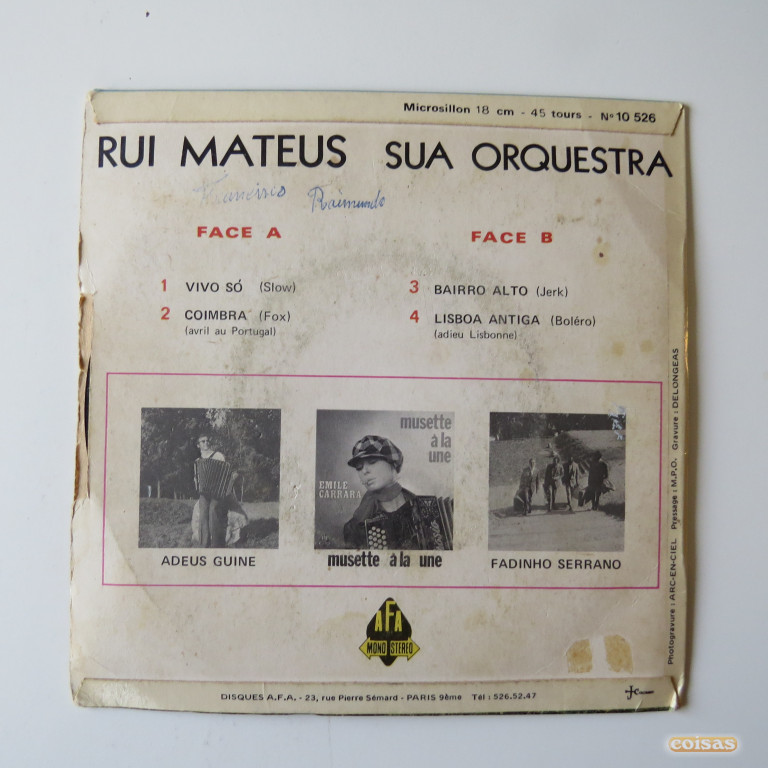 Microsillon 18 cm - 45 tours - N° 10 526
RUI MATEUS SUA ORQUESTRA
Francisco Raimundo
FACE A
1 VIVO SÓ (Slow)
2 COIMBRA (Fox)
(avril au Portugal)
FACE B
3 BAIRRO ALTO (Jerk)
4 LISBOA ANTIGA (Boléro)
(adieu Lisbonne)
musette
à la
une
EMILE
CARRARA
ADEUS GUINE
musette à la une
FADINHO SERRANO
AFA
MONO STEREO
Photogravure : ARC-EN-CIEL Pressage : M.P.O. Gravure : DELONGEAS
DISQUES A.F.A. - 23, rue Pierre Sémard - PARIS 9ème Tél : 526.52.47
coisas